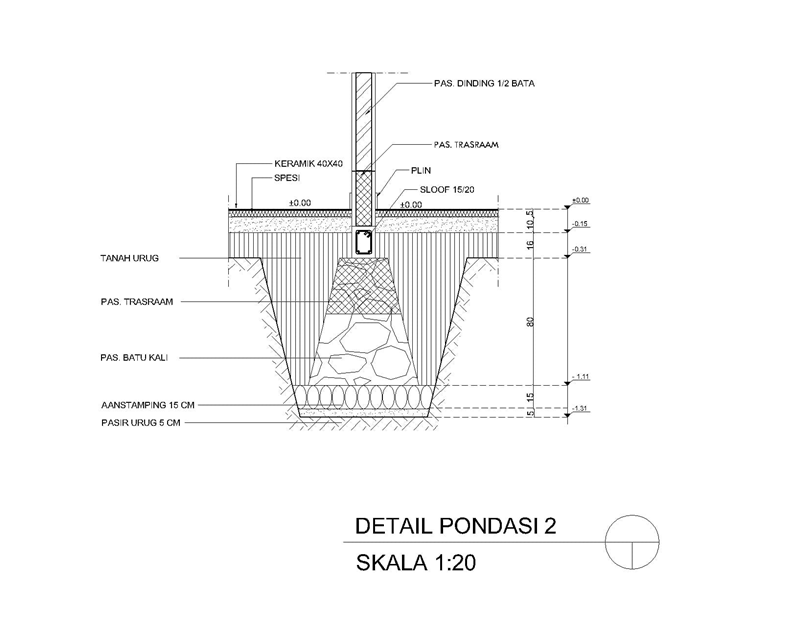 PAS. DINDING 1/2 BATA
PAS. TRASRAAM
KERAMIK 40X40
PLIN
SPESI
SLOOF 15/20
±0.00
±0.00
±0.00
5
10
-0.15
16
-0.31
TANAH URUG
PAS. TRASRAAM
80
PAS. BATU KALI
- 1.11
AANSTAMPING 15 CM
15
-1.31
PASIR URUG 5 CM
5
DETAIL PONDASI 2
SKALA 1:20